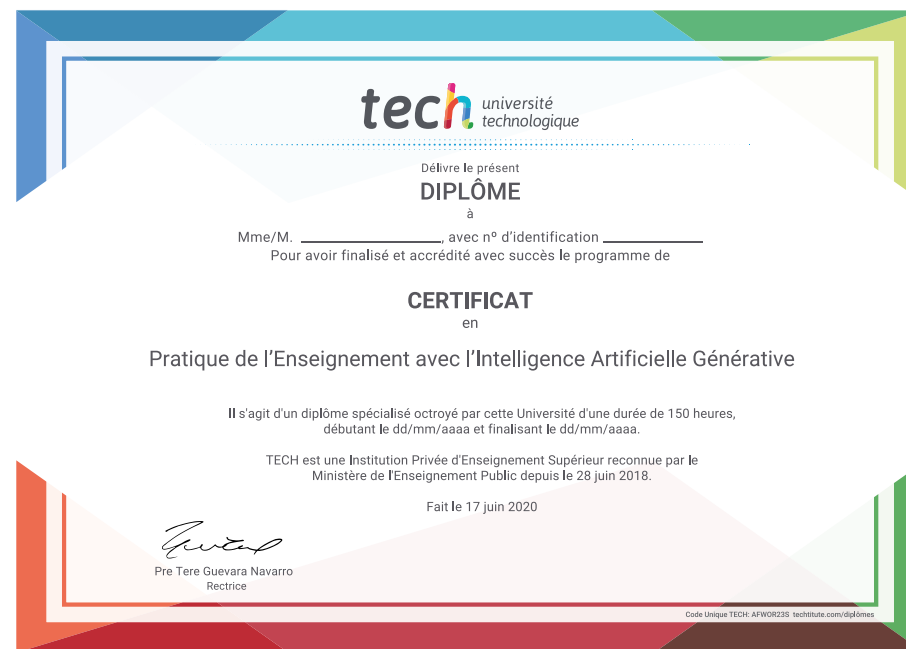 tech université
technologique
Délivre le présent
DIPLÔME
à
Mme/M. ____________________, avec nº d'identification ______________
Pour avoir finalisé et accrédité avec succès le programme de
CERTIFICAT
en
Pratique de l'Enseignement avec l'Intelligence Artificielle Générative
Il s'agit d'un diplôme spécialisé octroyé par cette Université d'une durée de 150 heures,
débutant le dd/mm/aaaa et finalisant le dd/mm/aaaa.
TECH est une Institution Privée d'Enseignement Supérieur reconnue par le
Ministère de l'Enseignement Public depuis le 28 juin 2018.
Fait le 17 juin 2020
Pre Tere Guevara Navarro
Rectrice
Code Unique TECH: AFWOR23S techtitute.com/diplômes